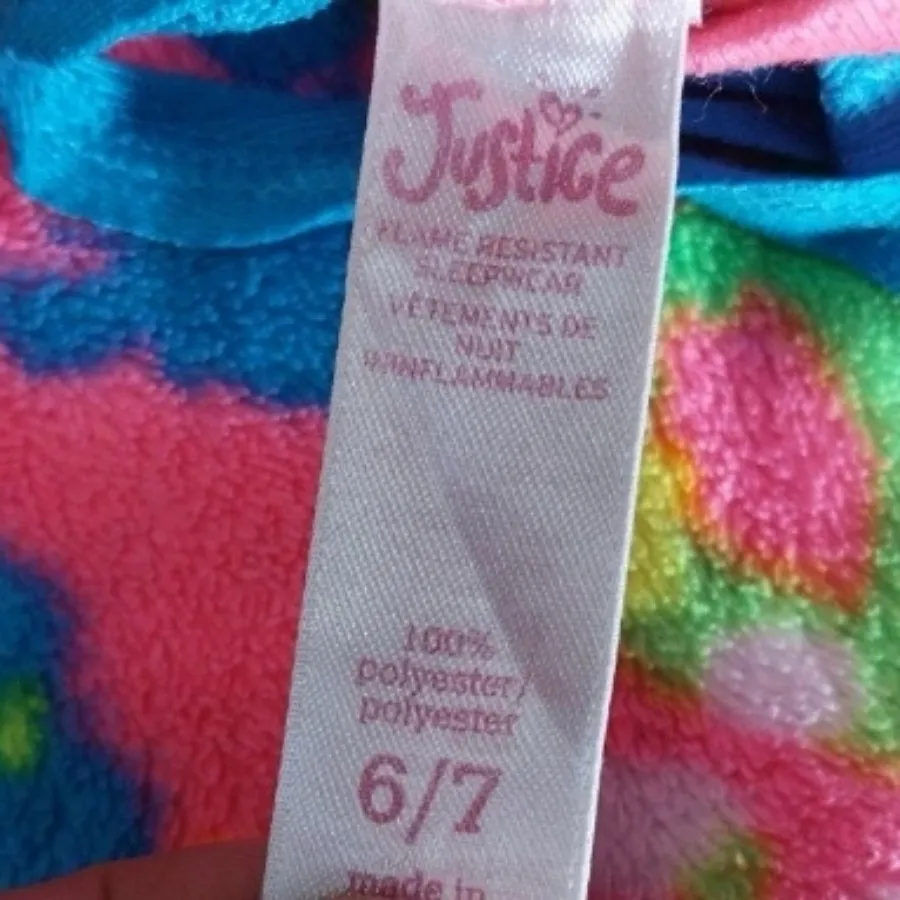 Justice
FLAME RESISTANT
SLEEPWEAR
VÊTEMENTS DE
NUIT
ININFLAMMABLES
100%
polyester/
polyester
6/7
made in